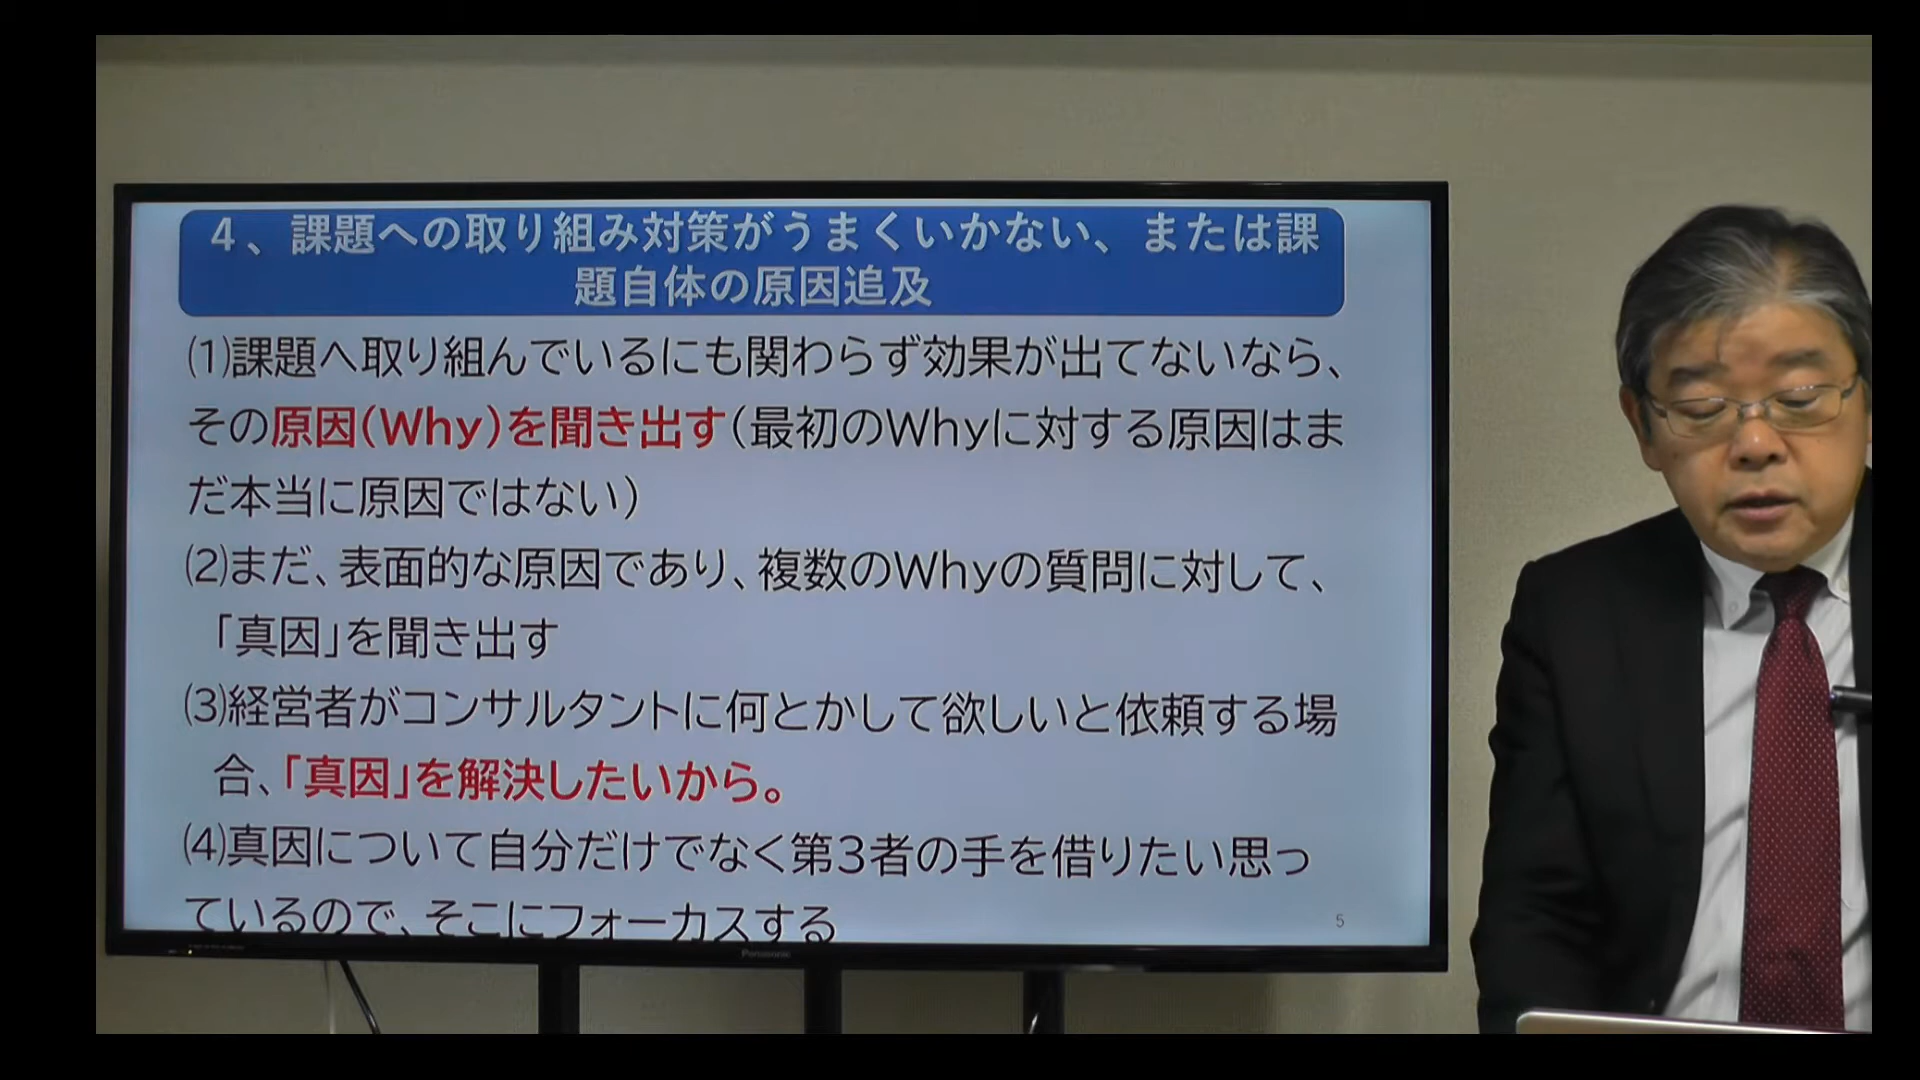 4、課題への取り組み対策がうまくいかない、または課
題自体の原因追及
⑴課題へ取り組んでいるにも関わらず効果が出てないなら、
その原因(Why)を聞き出す(最初のWhyに対する原因はま
だ本当に原因ではない)
⑵まだ、表面的な原因であり、複数のWhyの質問に対して、
「真因」を聞き出す
⑶経営者がコンサルタントに何とかして欲しいと依頼する場
合、「真因」を解決したいから。
⑷真因について自分だけでなく第3者の手を借りたい思っ
ているので、そこにフォーカスする
5
Panasonic